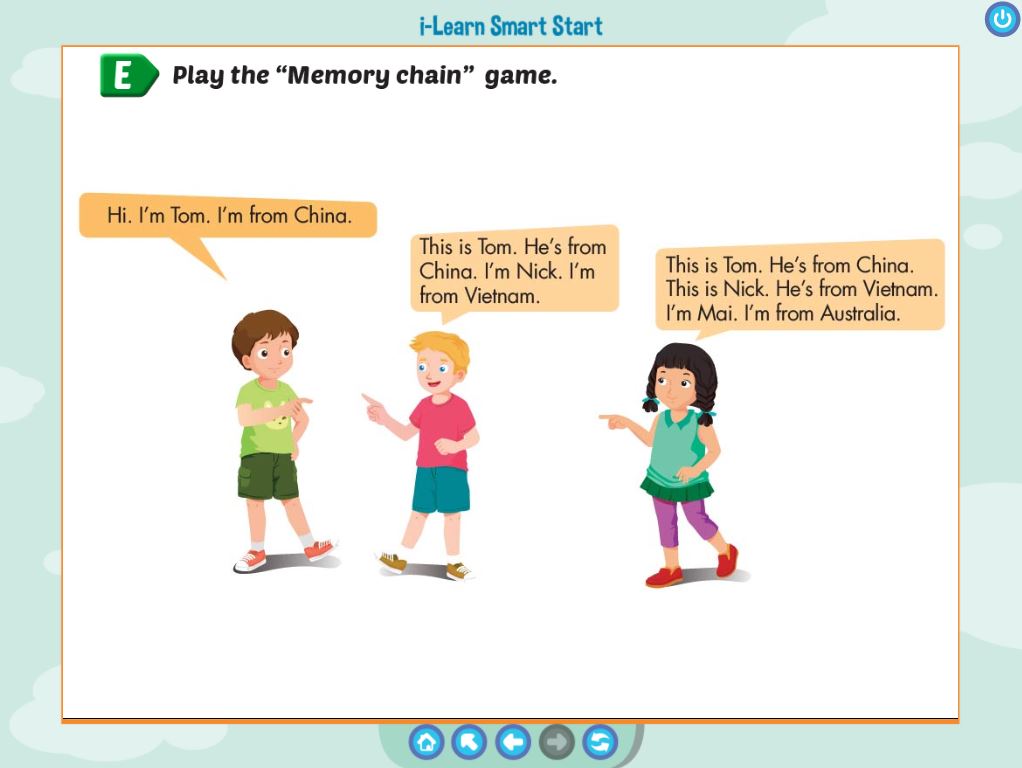 i-Learn Smart Start
E Play the “Memory chain” game.
Hi. I’m Tom. I’m from China.
This is Tom. He’s from
China. I’m Nick. I’m
from Vietnam.
This is Tom. He’s from China.
This is Nick. He’s from Vietnam.
I’m Mai. I’m from Australia.